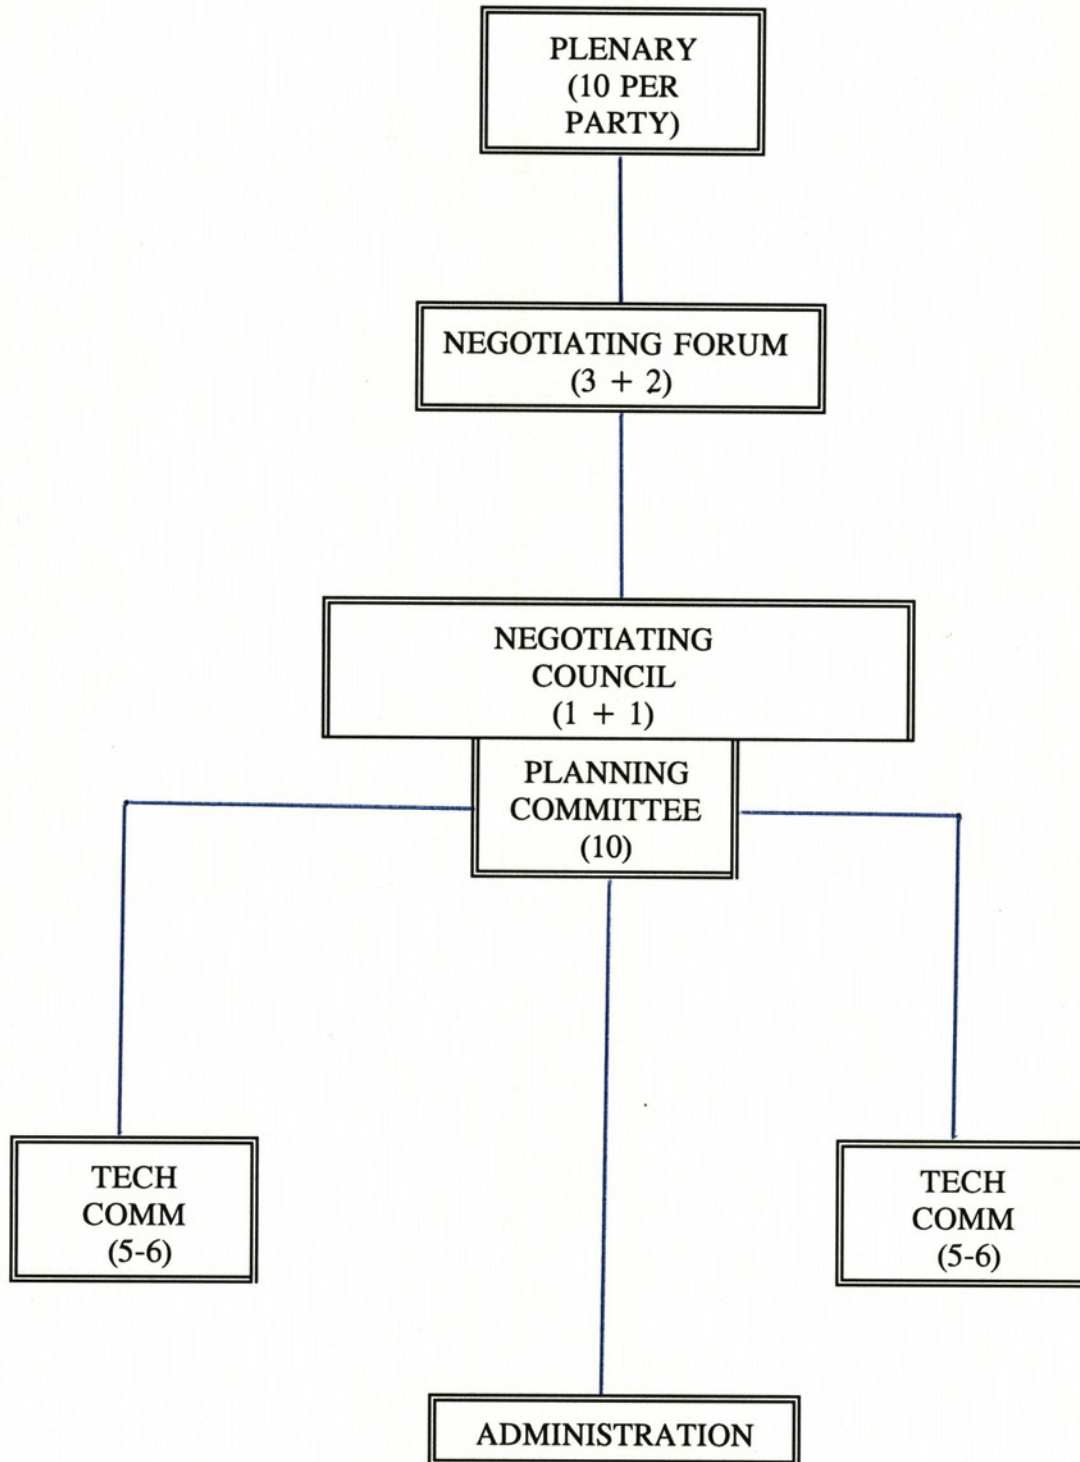 PLENARY
(10 PER
PARTY)
NEGOTIATING FORUM
(3 + 2)
NEGOTIATING
COUNCIL
(1 + 1)
PLANNING
COMMITTEE
(10)
TECH
COMM
(5-6)
TECH
COMM
(5-6)
ADMINISTRATION